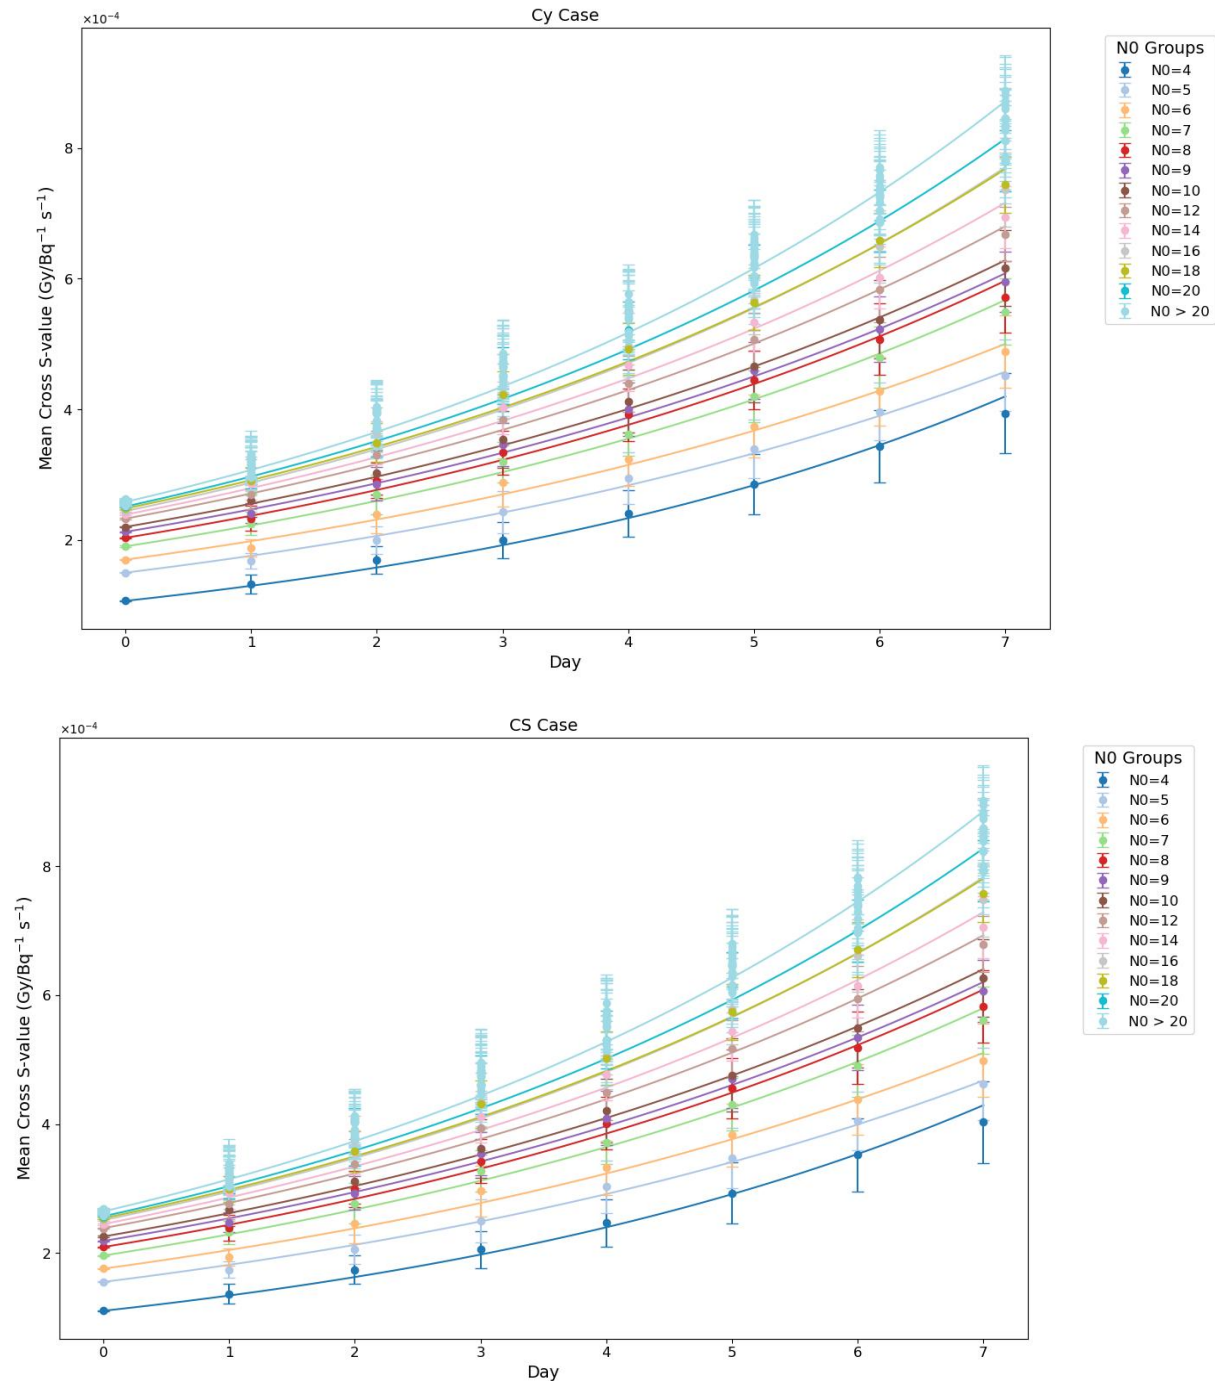 Cy Case
×10⁻⁴
Mean Cross S-value (Gy/Bq⁻¹ s⁻¹)
8
6
4
2
0 1 2 3 4 5 6 7
Day
N0 Groups
N0=4
N0=5
N0=6
N0=7
N0=8
N0=9
N0=10
N0=12
N0=14
N0=16
N0=18
N0=20
N0 > 20
CS Case
×10⁻⁴
Mean Cross S-value (Gy/Bq⁻¹ s⁻¹)
8
6
4
2
0 1 2 3 4 5 6 7
Day
N0 Groups
N0=4
N0=5
N0=6
N0=7
N0=8
N0=9
N0=10
N0=12
N0=14
N0=16
N0=18
N0=20
N0 > 20